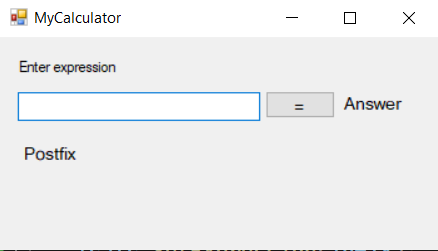 MyCalculator
Enter expression
= Answer
Postfix